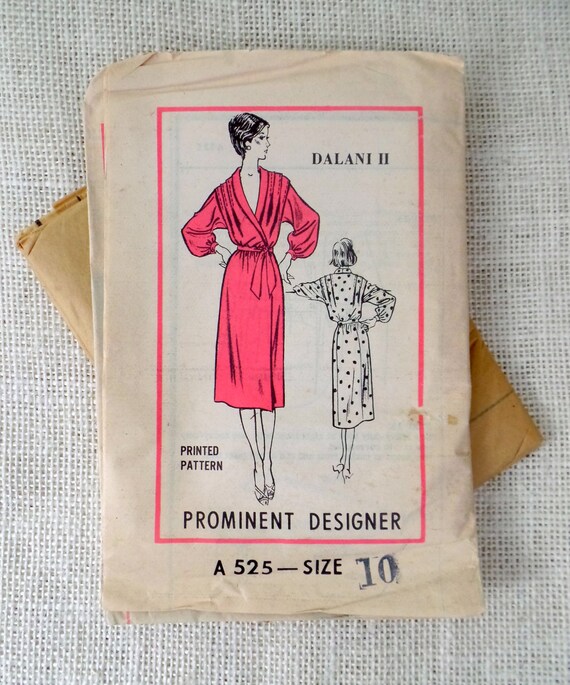 DALANI II
PRINTED
PATTERN
PROMINENT DESIGNER
A 525 — SIZE 10